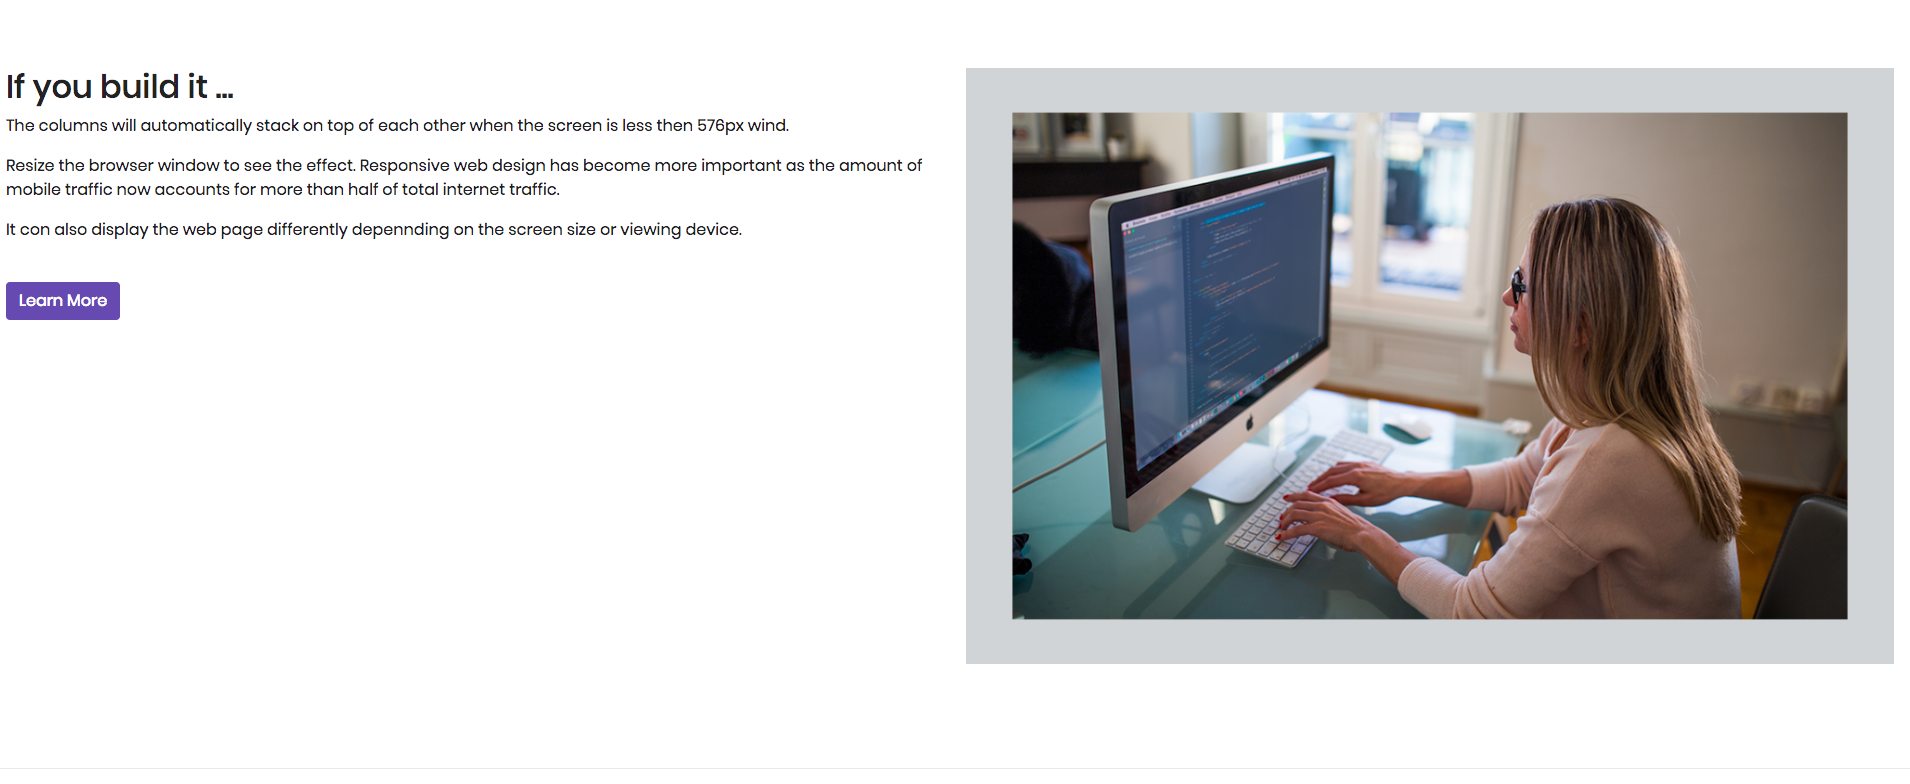 If you build it ...
The columns will automatically stack on top of each other when the screen is less then 576px wind.
Resize the browser window to see the effect. Responsive web design has become more important as the amount of
mobile traffic now accounts for more than half of total internet traffic.
It con also display the web page differently depennding on the screen size or viewing device.
Learn More